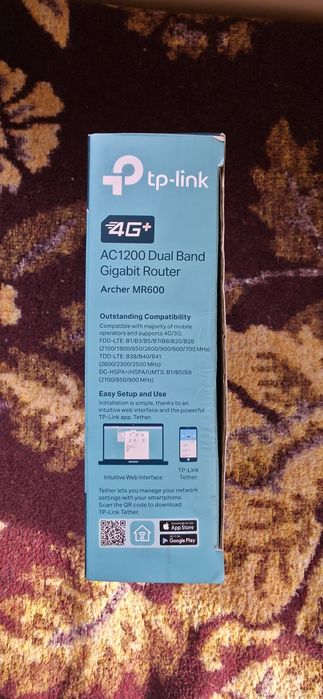 tp-link
4G+
AC1200 Dual Band
Gigabit Router
Archer MR600
Outstanding Compatibility
Compatible with majority of mobile
operators and supports 4G/3G:
FDD-LTE: B1/B3/B5/B7/B8/B20/B28
(2100/1800/850/2600/900/800/700 MHz)
TDD-LTE: B38/B40/B41
(2600/2300/2500 MHz)
DC-HSPA+/HSPA/UMTS: B1/B5/B8
(2100/850/900 MHz)
Easy Setup and Use
Installation is simple, thanks to an
intuitive web interface and the powerful
TP-Link app, Tether.
Intuitive Web Interface
TP-Link
Tether
Tether lets you manage your network
settings with your smartphone.
Scan the QR code to download
TP-Link Tether.
App Store
Google Play